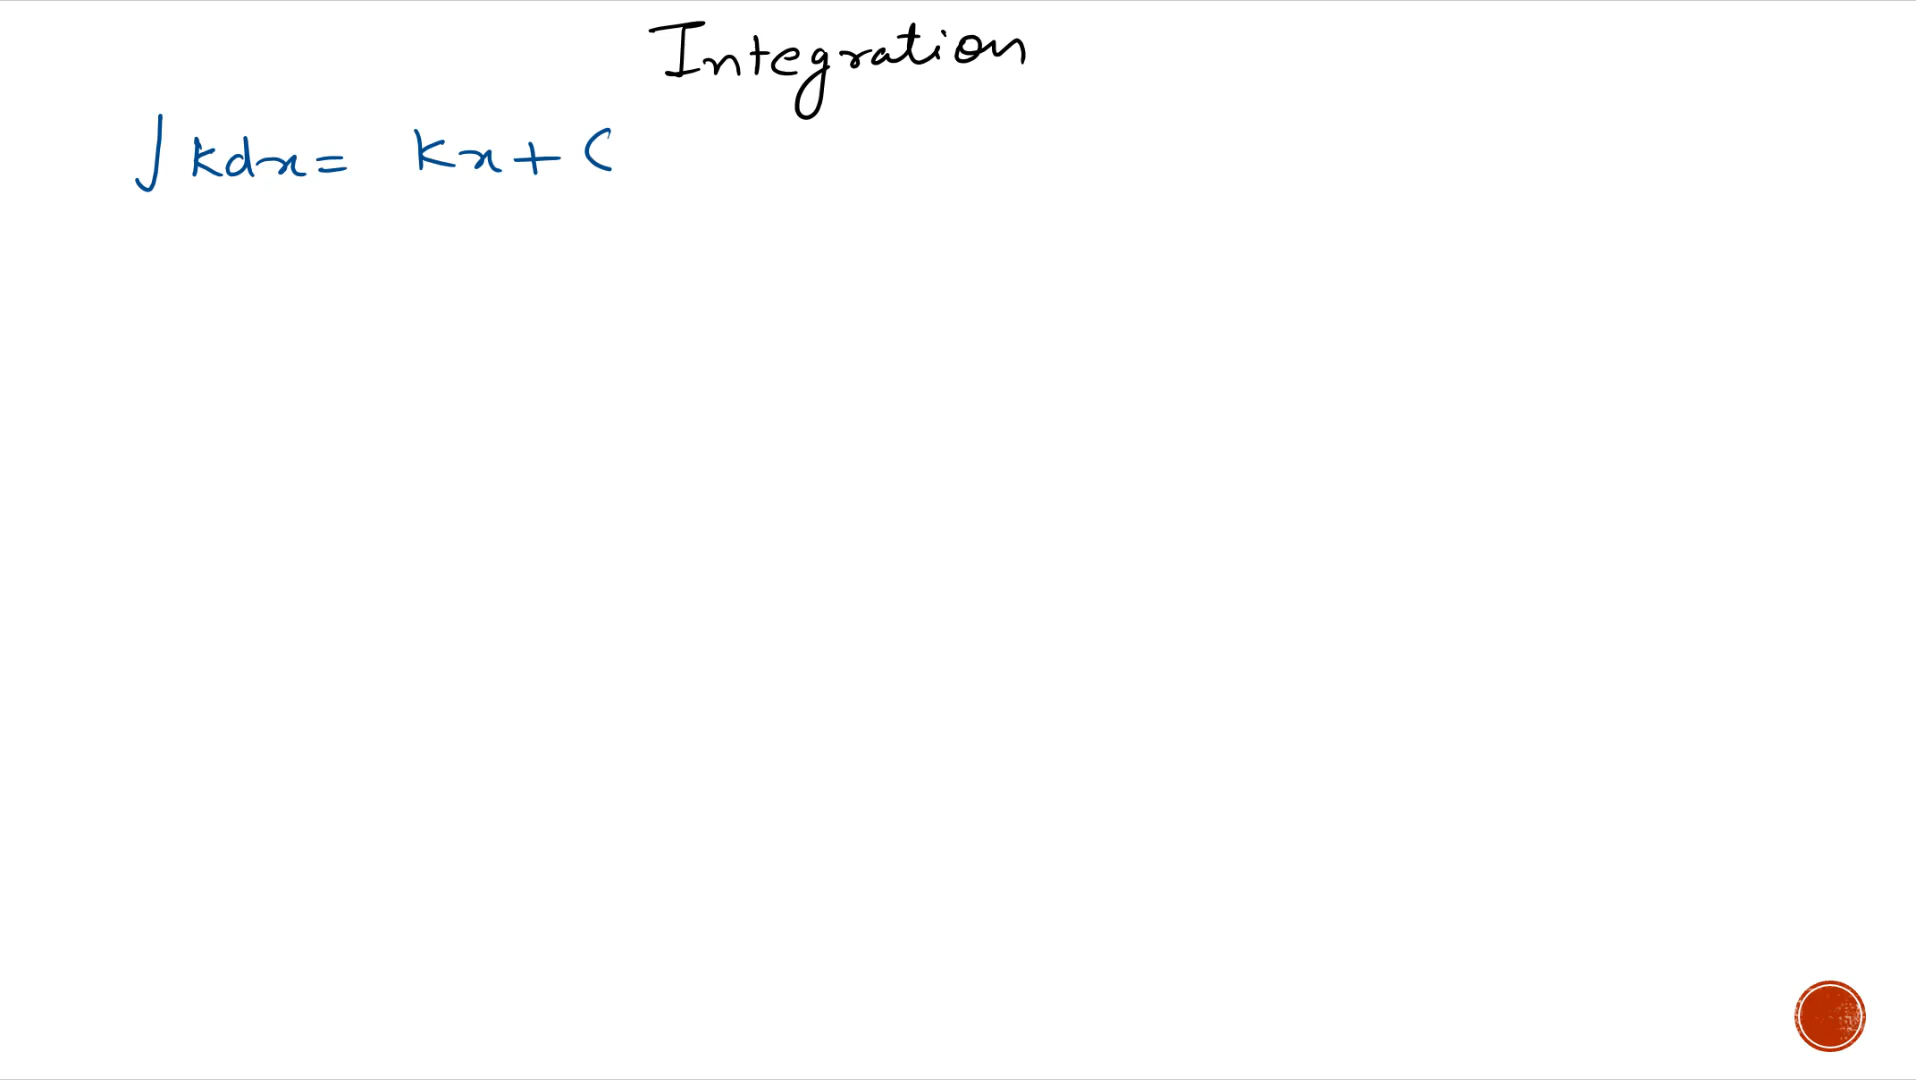 Integration
∫ kdx = kx + C